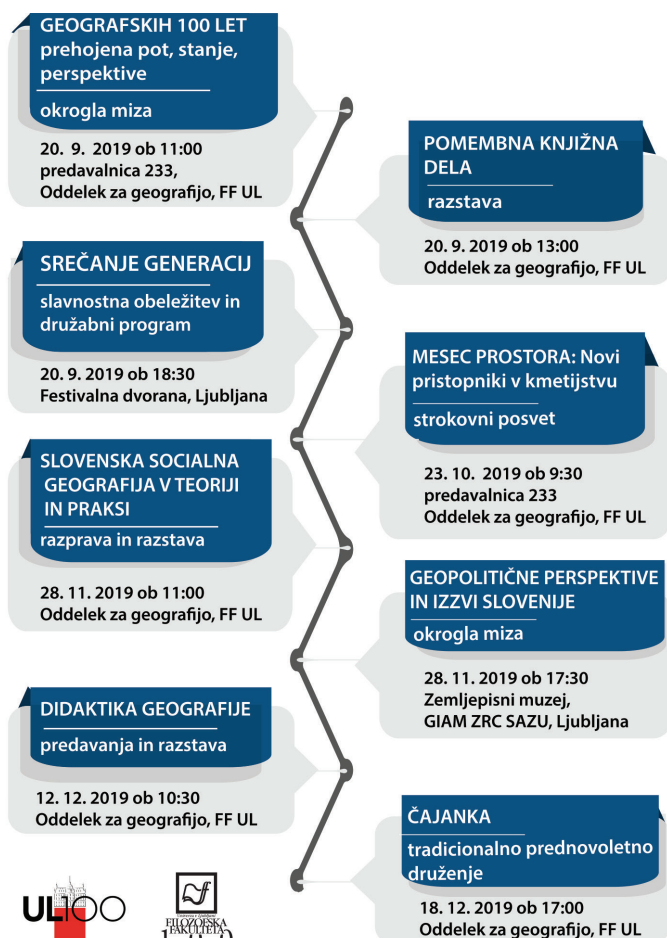 GEOGRAFSKIH 100 LET
prehojena pot, stanje,
perspektive
okrogla miza
20. 9. 2019 ob 11:00
predavalnica 233,
Oddelek za geografijo, FF UL
POMEMBNA KNJIŽNA
DELA
razstava
20. 9. 2019 ob 13:00
Oddelek za geografijo, FF UL
SREČANJE GENERACIJ
slavnostna obeležitev in
družabni program
20. 9. 2019 ob 18:30
Festivalna dvorana, Ljubljana
MESEC PROSTORA: Novi
pristopniki v kmetijstvu
strokovni posvet
23. 10. 2019 ob 9:30
predavalnica 233
Oddelek za geografijo, FF UL
SLOVENSKA SOCIALNA
GEOGRAFIJA V TEORIJI
IN PRAKSI
razprava in razstava
28. 11. 2019 ob 11:00
Oddelek za geografijo, FF UL
GEOPOLITIČNE PERSPEKTIVE
IN IZZVI SLOVENIJE
okrogla miza
28. 11. 2019 ob 17:30
Zemljepisni muzej,
GIAM ZRC SAZU, Ljubljana
DIDAKTIKA GEOGRAFIJE
predavanja in razstava
12. 12. 2019 ob 10:30
Oddelek za geografijo, FF UL
ČAJANKA
tradicionalno prednovoletno
druženje
18. 12. 2019 ob 17:00
Oddelek za geografijo, FF UL
UL100
FILOZOFSKA
FAKULTETA